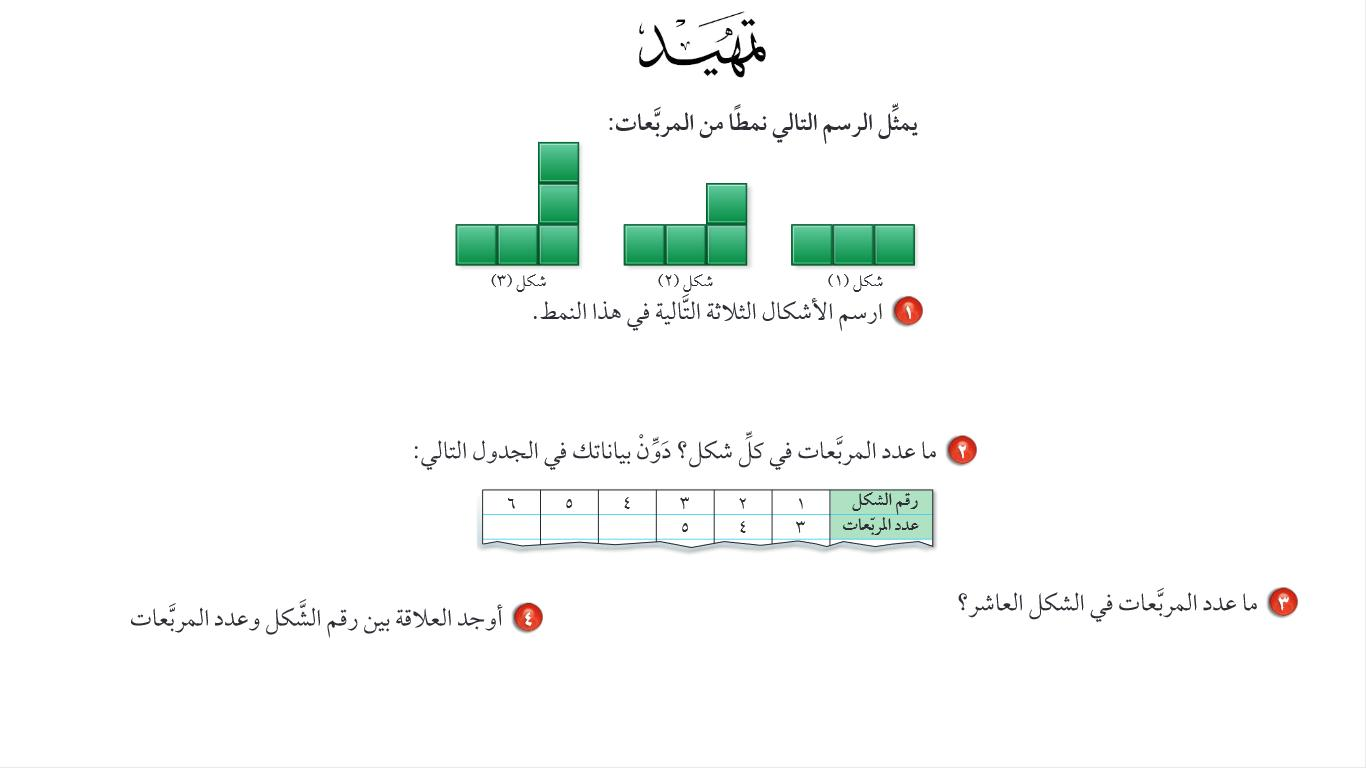 تمهيد
يمثِّل الرسم التالي نمطًا من المربَّعات:
شكل (١) شكل (٢) شكل (٣)
١ ارسم الأشكال الثلاثة التَّالية في هذا النمط.
٢ ما عدد المربَّعات في كلِّ شكل؟ دَوِّنْ بياناتك في الجدول التالي:
رقم الشكل ١ ٢ ٣ ٤ ٥ ٦
عدد المربّعات ٣ ٤ ٥
٣ ما عدد المربَّعات في الشكل العاشر؟
٤ أوجد العلاقة بين رقم الشَّكل وعدد المربَّعات